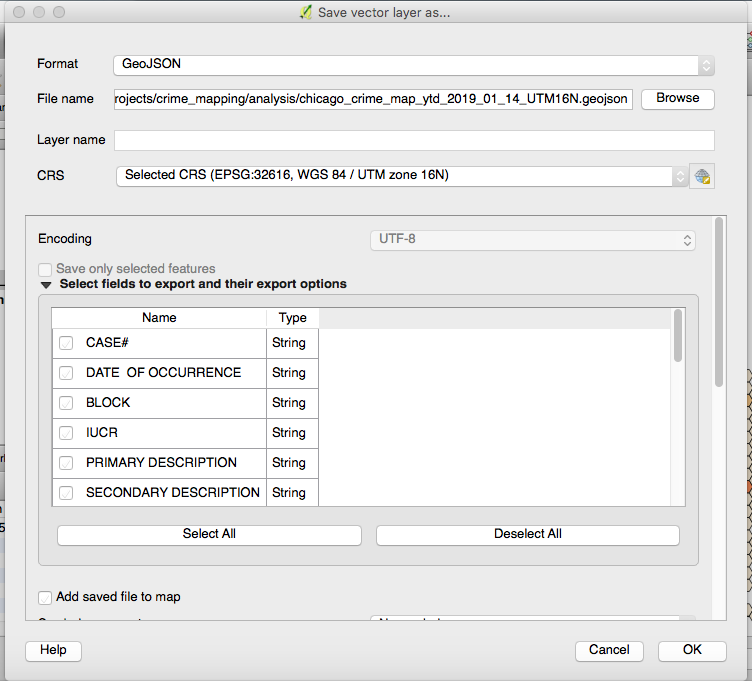 Save vector layer as...
Format GeoJSON
File name rojects/crime_mapping/analysis/chicago_crime_map_ytd_2019_01_14_UTM16N.geojson Browse
Layer name
CRS Selected CRS (EPSG:32616, WGS 84 / UTM zone 16N)
Encoding UTF-8
Save only selected features
Select fields to export and their export options
Name Type
CASE# String
DATE  OF OCCURRENCE String
BLOCK String
IUCR String
PRIMARY DESCRIPTION String
SECONDARY DESCRIPTION String
Select All Deselect All
Add saved file to map
Help Cancel OK